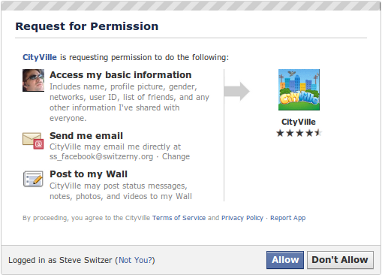 Request for Permission
CityVille is requesting permission to do the following:
Access my basic information
Includes name, profile picture, gender,
networks, user ID, list of friends, and any
other information I've shared with
everyone.
Send me email
CityVille may email me directly at
ss_facebook@switzerny.org · Change
Post to my Wall
CityVille may post status messages,
notes, photos, and videos to my Wall
CityVille
CityVille
By proceeding, you agree to the CityVille Terms of Service and Privacy Policy · Report App
Logged in as Steve Switzer (Not You?)
Allow
Don't Allow